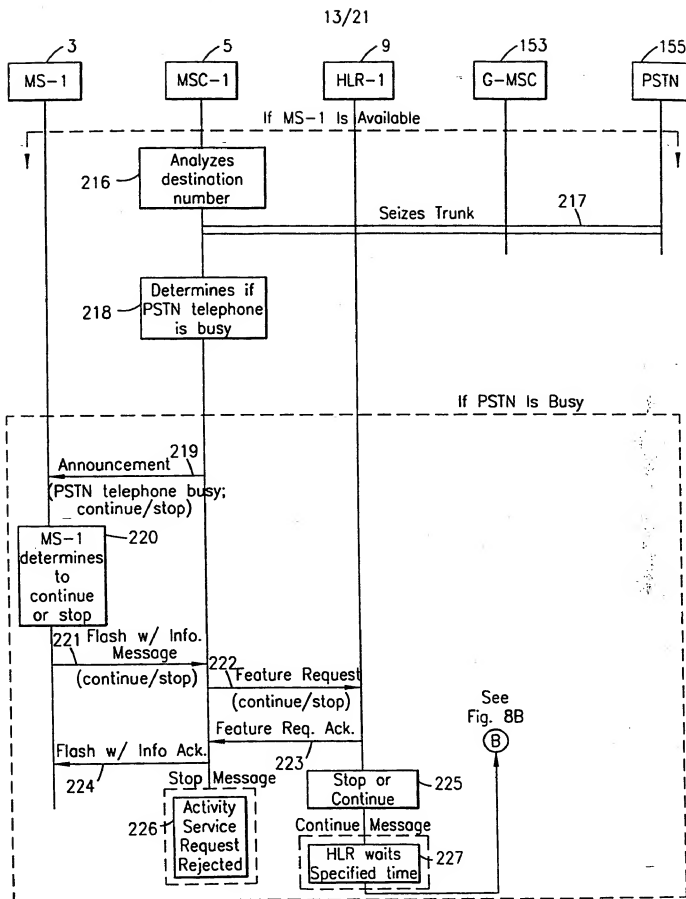 13/21
3
5
9
153
155
MS-1
MSC-1
HLR-1
G-MSC
PSTN
If MS-1 Is Available
216
Analyzes
destination
number
Seizes Trunk
217
218
Determines if
PSTN telephone
is busy
If PSTN Is Busy
Announcement
219
(PSTN telephone busy;
continue/stop)
MS-1
determines
to
continue
or stop
220
221
Flash w/ Info.
Message
(continue/stop)
222
Feature Request
(continue/stop)
See
Fig. 8B
B
Feature Req. Ack.
223
Flash w/ Info Ack.
224
Stop Message
Stop or
Continue
225
226
Activity
Service
Request
Rejected
Continue Message
HLR waits
Specified time
227